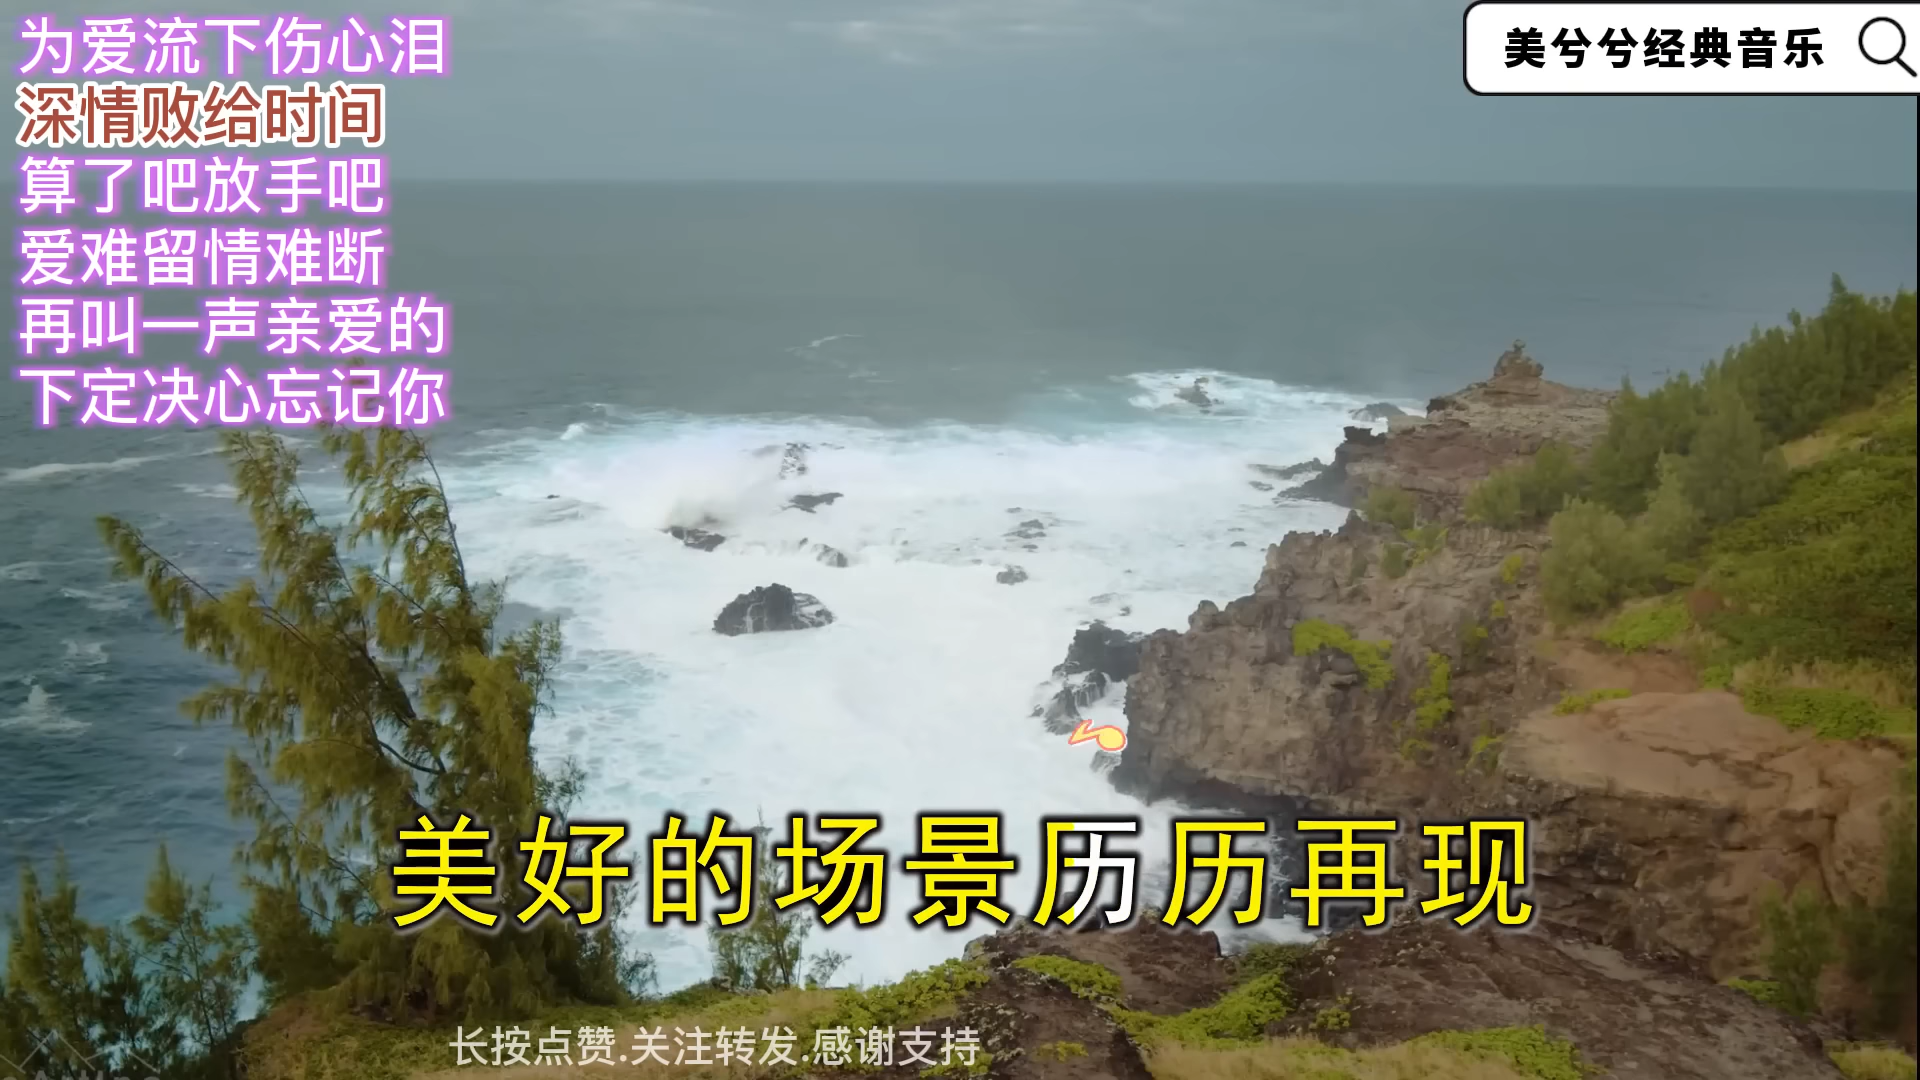 为爱流下伤心泪
深情败给时间
算了吧放手吧
爱难留情难断
再叫一声亲爱的
下定决心忘记你
美兮兮经典音乐
美好的场景历历再现
长按点赞.关注转发.感谢支持